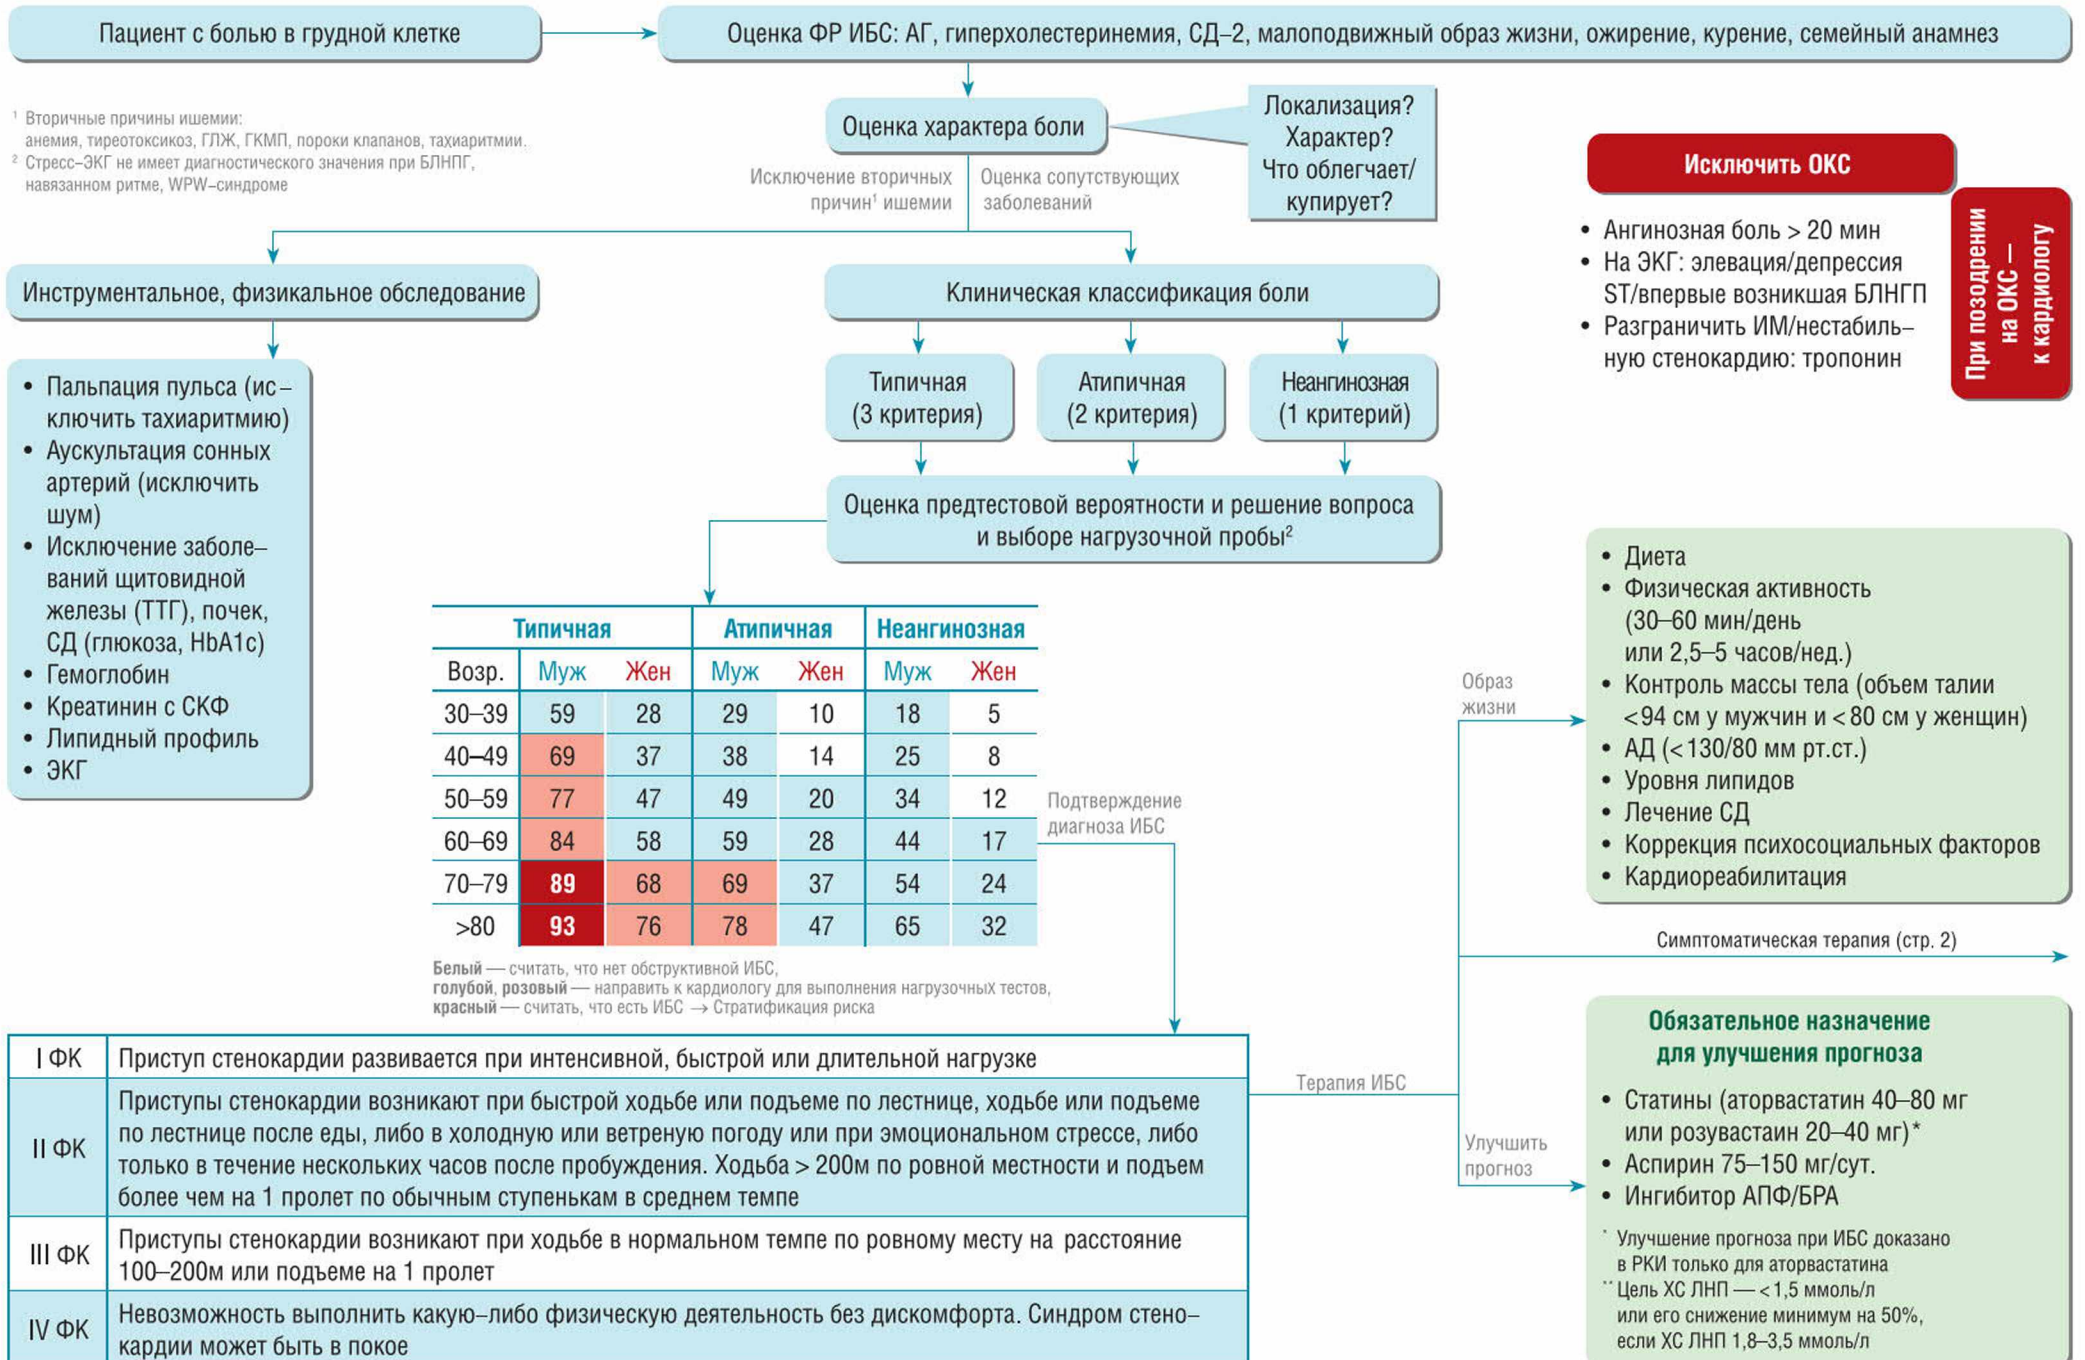 Пациент с болью в грудной клетке
Оценка ФР ИБС: АГ, гиперхолестеринемия, СД–2, малоподвижный образ жизни, ожирение, курение, семейный анамнез
¹ Вторичные причины ишемии:
анемия, тиреотоксикоз, ГЛЖ, ГКМП, пороки клапанов, тахиаритмии.
² Стресс–ЭКГ не имеет диагностического значения при БЛНПГ,
навязанном ритме, WPW–синдроме
Оценка характера боли
Локализация?
Характер?
Что облегчает/
купирует?
Исключение вторичных
причин¹ ишемии
Оценка сопутствующих
заболеваний
Исключить ОКС
• Ангинозная боль > 20 мин
• На ЭКГ: элевация/депрессия
ST/впервые возникшая БЛНГП
• Разграничить ИМ/нестабиль–
ную стенокардию: тропонин
При позодрении
на ОКС —
к кардиологу
Инструментальное, физикальное обследование
• Пальпация пульса (ис–
ключить тахиаритмию)
• Аускультация сонных
артерий (исключить
шум)
• Исключение заболе–
ваний щитовидной
железы (ТТГ), почек,
СД (глюкоза, HbA1c)
• Гемоглобин
• Креатинин с СКФ
• Липидный профиль
• ЭКГ
Клиническая классификация боли
Типичная
(3 критерия)
Атипичная
(2 критерия)
Неангинозная
(1 критерий)
Оценка предтестовой вероятности и решение вопроса
и выборе нагрузочной пробы²
Типичная Атипичная Неангинозная
Возр. Муж Жен Муж Жен Муж Жен
30–39 59 28 29 10 18 5
40–49 69 37 38 14 25 8
50–59 77 47 49 20 34 12
60–69 84 58 59 28 44 17
70–79 89 68 69 37 54 24
>80 93 76 78 47 65 32
Белый — считать, что нет обструктивной ИБС,
голубой, розовый — направить к кардиологу для выполнения нагрузочных тестов,
красный — считать, что есть ИБС → Стратификация риска
Подтверждение
диагноза ИБС
I ФК Приступ стенокардии развивается при интенсивной, быстрой или длительной нагрузке
II ФК Приступы стенокардии возникают при быстрой ходьбе или подъеме по лестнице, ходьбе или подъеме
по лестнице после еды, либо в холодную или ветреную погоду или при эмоциональном стрессе, либо
только в течение нескольких часов после пробуждения. Ходьба > 200м по ровной местности и подъем
более чем на 1 пролет по обычным ступенькам в среднем темпе
III ФК Приступы стенокардии возникают при ходьбе в нормальном темпе по ровному месту на расстояние
100–200м или подъеме на 1 пролет
IV ФК Невозможность выполнить какую–либо физическую деятельность без дискомфорта. Синдром стено–
кардии может быть в покое
Терапия ИБС
Образ
жизни
• Диета
• Физическая активность
(30–60 мин/день
или 2,5–5 часов/нед.)
• Контроль массы тела (объем талии
<94 см у мужчин и <80 см у женщин)
• АД (<130/80 мм рт.ст.)
• Уровня липидов
• Лечение СД
• Коррекция психосоциальных факторов
• Кардиореабилитация
Симптоматическая терапия (стр. 2)
Улучшить
прогноз
Обязательное назначение
для улучшения прогноза
• Статины (аторвастатин 40–80 мг
или розувастаин 20–40 мг)*
• Аспирин 75–150 мг/сут.
• Ингибитор АПФ/БРА
* Улучшение прогноза при ИБС доказано
в РКИ только для аторвастатина
** Цель ХС ЛНП — <1,5 ммоль/л
или его снижение минимум на 50%,
если ХС ЛНП 1,8–3,5 ммоль/л